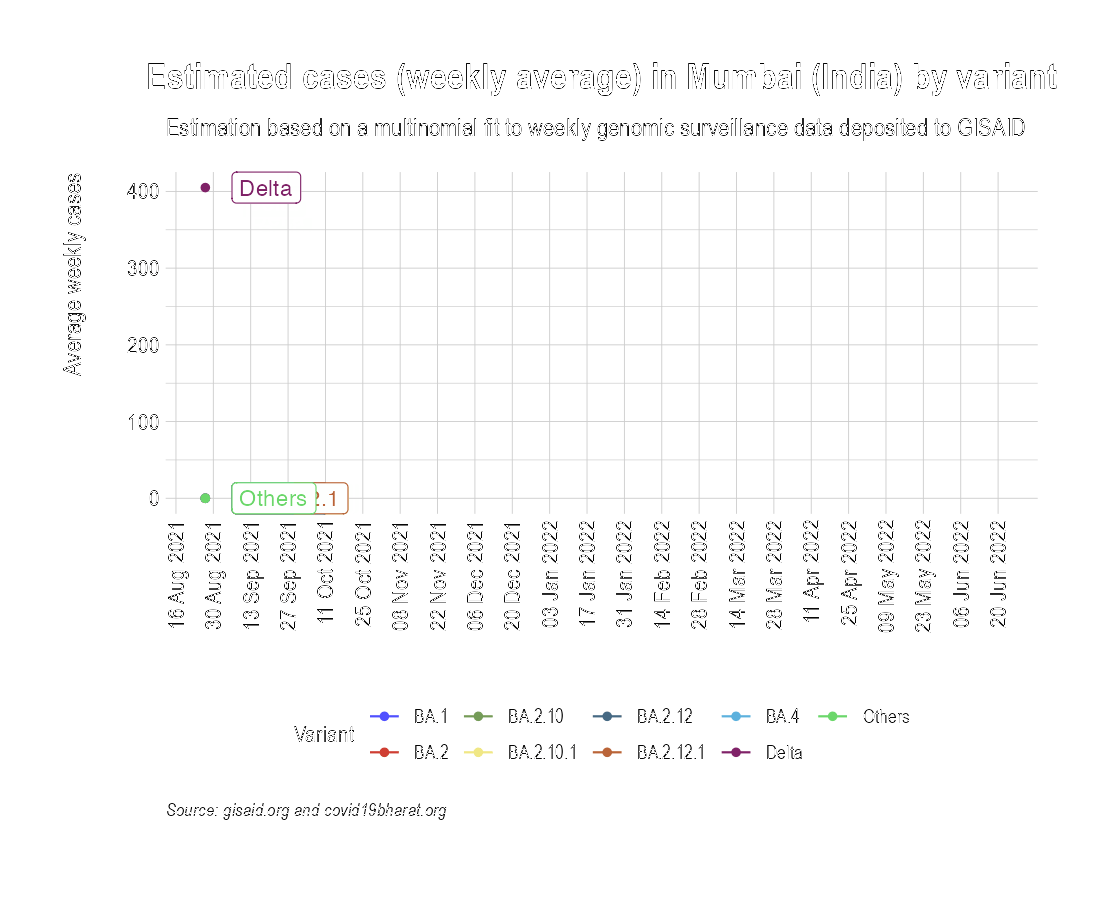 Estimated cases (weekly average) in Mumbai (India) by variant
Estimation based on a multinomial fit to weekly genomic surveillance data deposited to GISAID
Average weekly cases
400
300
200
100
0
Delta
Others
2.1
16 Aug 2021
30 Aug 2021
13 Sep 2021
27 Sep 2021
11 Oct 2021
25 Oct 2021
08 Nov 2021
22 Nov 2021
06 Dec 2021
20 Dec 2021
03 Jan 2022
17 Jan 2022
31 Jan 2022
14 Feb 2022
28 Feb 2022
14 Mar 2022
28 Mar 2022
11 Apr 2022
25 Apr 2022
09 May 2022
23 May 2022
06 Jun 2022
20 Jun 2022
Variant
BA.1 BA.2.10 BA.2.12 BA.4 Others
BA.2 BA.2.10.1 BA.2.12.1 Delta
Source: gisaid.org and covid19bharat.org